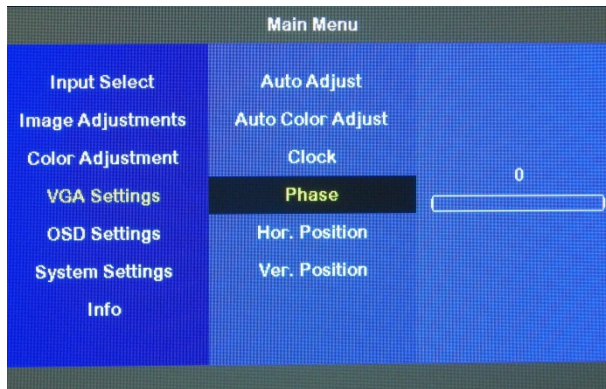 Main Menu
Input Select
Image Adjustments
Color Adjustment
VGA Settings
OSD Settings
System Settings
Info
Auto Adjust
Auto Color Adjust
Clock
Phase
Hor. Position
Ver. Position
0